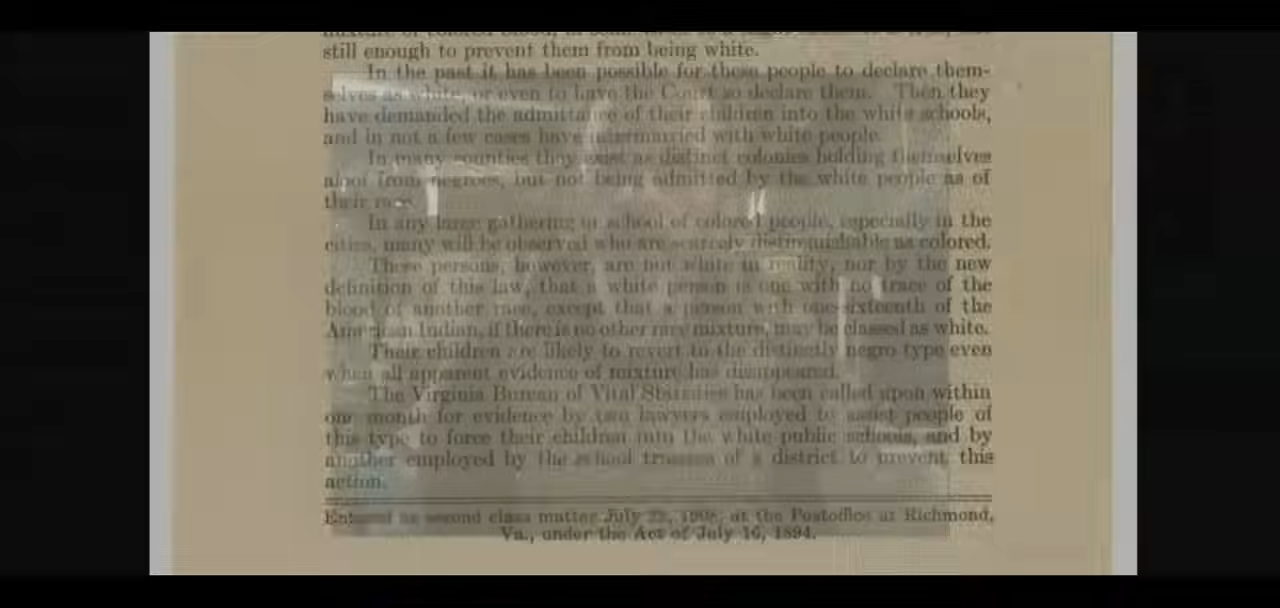 still enough to prevent them from being white.
In the past it has been possible for these people to declare them-
selves as white, or even to have the Court so declare them. Then they
have demanded the admittance of their children into the white schools,
and in not a few cases have intermarried with white people.
In many counties they exist as distinct colonies holding themselves
aloof from negroes, but not being admitted by the white people as of
their race.
In any large gathering or school of colored people, especially in the
cities, many will be observed who are scarcely distinguishable as colored.
These persons, however, are not white in reality, nor by the new
definition of this law, that a white person is one with no trace of the
blood of another race, except that a person with one-sixteenth of the
American Indian, if there is no other race mixture, may be classed as white.
Their children are likely to revert to the distinctly negro type even
when all apparent evidence of mixture has disappeared.
The Virginia Bureau of Vital Statistics has been called upon within
one month for evidence by two lawyers employed to assist people of
this type to force their children into the white public schools, and by
another employed by the school trustees of a district to prevent this
action.
Entered as second class matter July 28, 1908, at the Postoffice at Richmond,
Va., under the Act of July 16, 1894.